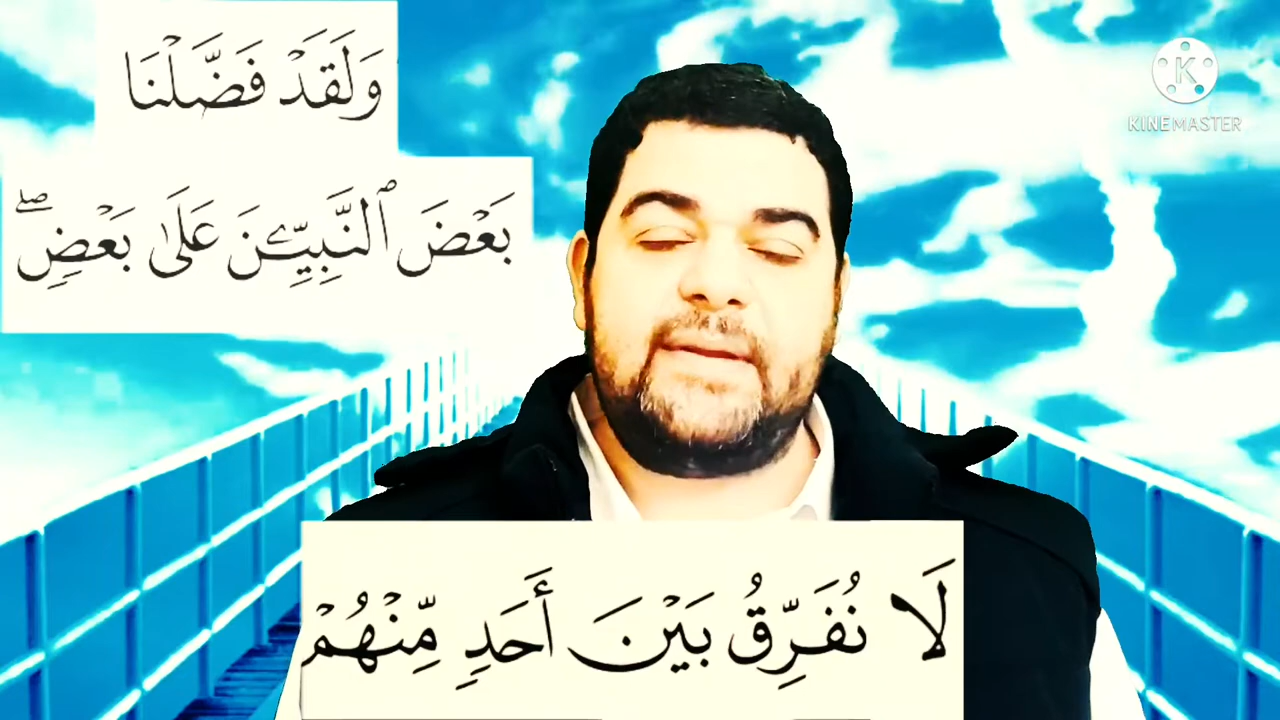 وَلَقَدْ فَضَّلْنَا
بَعْضَ ٱلنَّبِيِّـۧنَ عَلَىٰ بَعْضٍۖ
KINEMASTER
لَا نُفَرِّقُ بَيْنَ أَحَدٍ مِّنْهُمْ